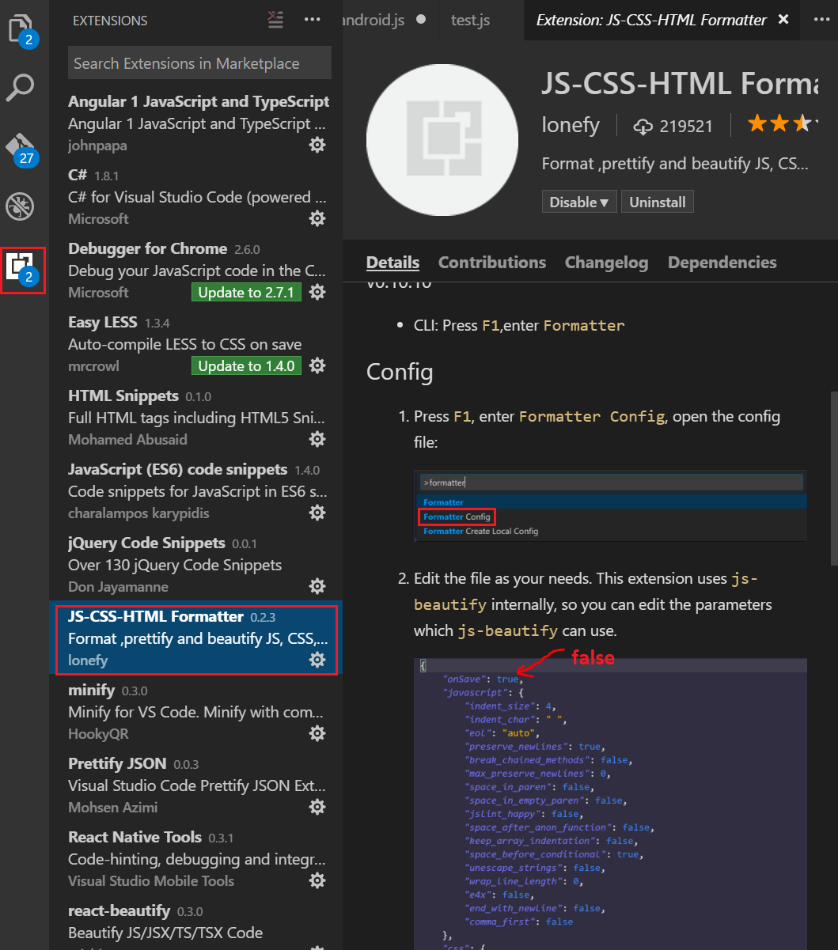 2
27
2
EXTENSIONS
Search Extensions in Marketplace
Angular 1 JavaScript and TypeScript
Angular 1 JavaScript and TypeScript ...
johnpapa
C# 1.8.1
C# for Visual Studio Code (powered ...
Microsoft
Debugger for Chrome 2.6.0
Debug your JavaScript code in the C...
Microsoft Update to 2.7.1
Easy LESS 1.3.4
Auto-compile LESS to CSS on save
mrcrowl Update to 1.4.0
HTML Snippets 0.1.0
Full HTML tags including HTML5 Sni...
Mohamed Abusaid
JavaScript (ES6) code snippets 1.4.0
Code snippets for JavaScript in ES6 s...
charalampos karypidis
jQuery Code Snippets 0.0.1
Over 130 jQuery Code Snippets
Don Jayamanne
JS-CSS-HTML Formatter 0.2.3
Format ,prettify and beautify JS, CSS,...
lonefy
minify 0.3.0
Minify for VS Code. Minify with com...
HookyQR
Prettify JSON 0.0.3
Visual Studio Code Prettify JSON Ext...
Mohsen Azimi
React Native Tools 0.3.1
Code-hinting, debugging and integr...
Visual Studio Mobile Tools
react-beautify 0.3.0
Beautify JS/JSX/TS/TSX Code
android.js test.js Extension: JS-CSS-HTML Formatter
JS-CSS-HTML Forma
lonefy 219521
Format ,prettify and beautify JS, CS...
Disable Uninstall
Details Contributions Changelog Dependencies
v0.10.10
• CLI: Press F1,enter Formatter
Config
1. Press F1, enter Formatter Config, open the config
file:
>formatter
Formatter
Formatter Config
Formatter Create Local Config
2. Edit the file as your needs. This extension uses js-
beautify internally, so you can edit the parameters
which js-beautify can use.
false
{
"onSave": true,
"javascript": {
"indent_size": 4,
"indent_char": " ",
"eol": "auto",
"preserve_newlines": true,
"break_chained_methods": false,
"max_preserve_newlines": 0,
"space_in_paren": false,
"space_in_empty_paren": false,
"jslint_happy": false,
"space_after_anon_function": false,
"keep_array_indentation": false,
"space_before_conditional": true,
"unescape_strings": false,
"wrap_line_length": 0,
"e4x": false,
"end_with_newline": false,
"comma_first": false
},
"css": {